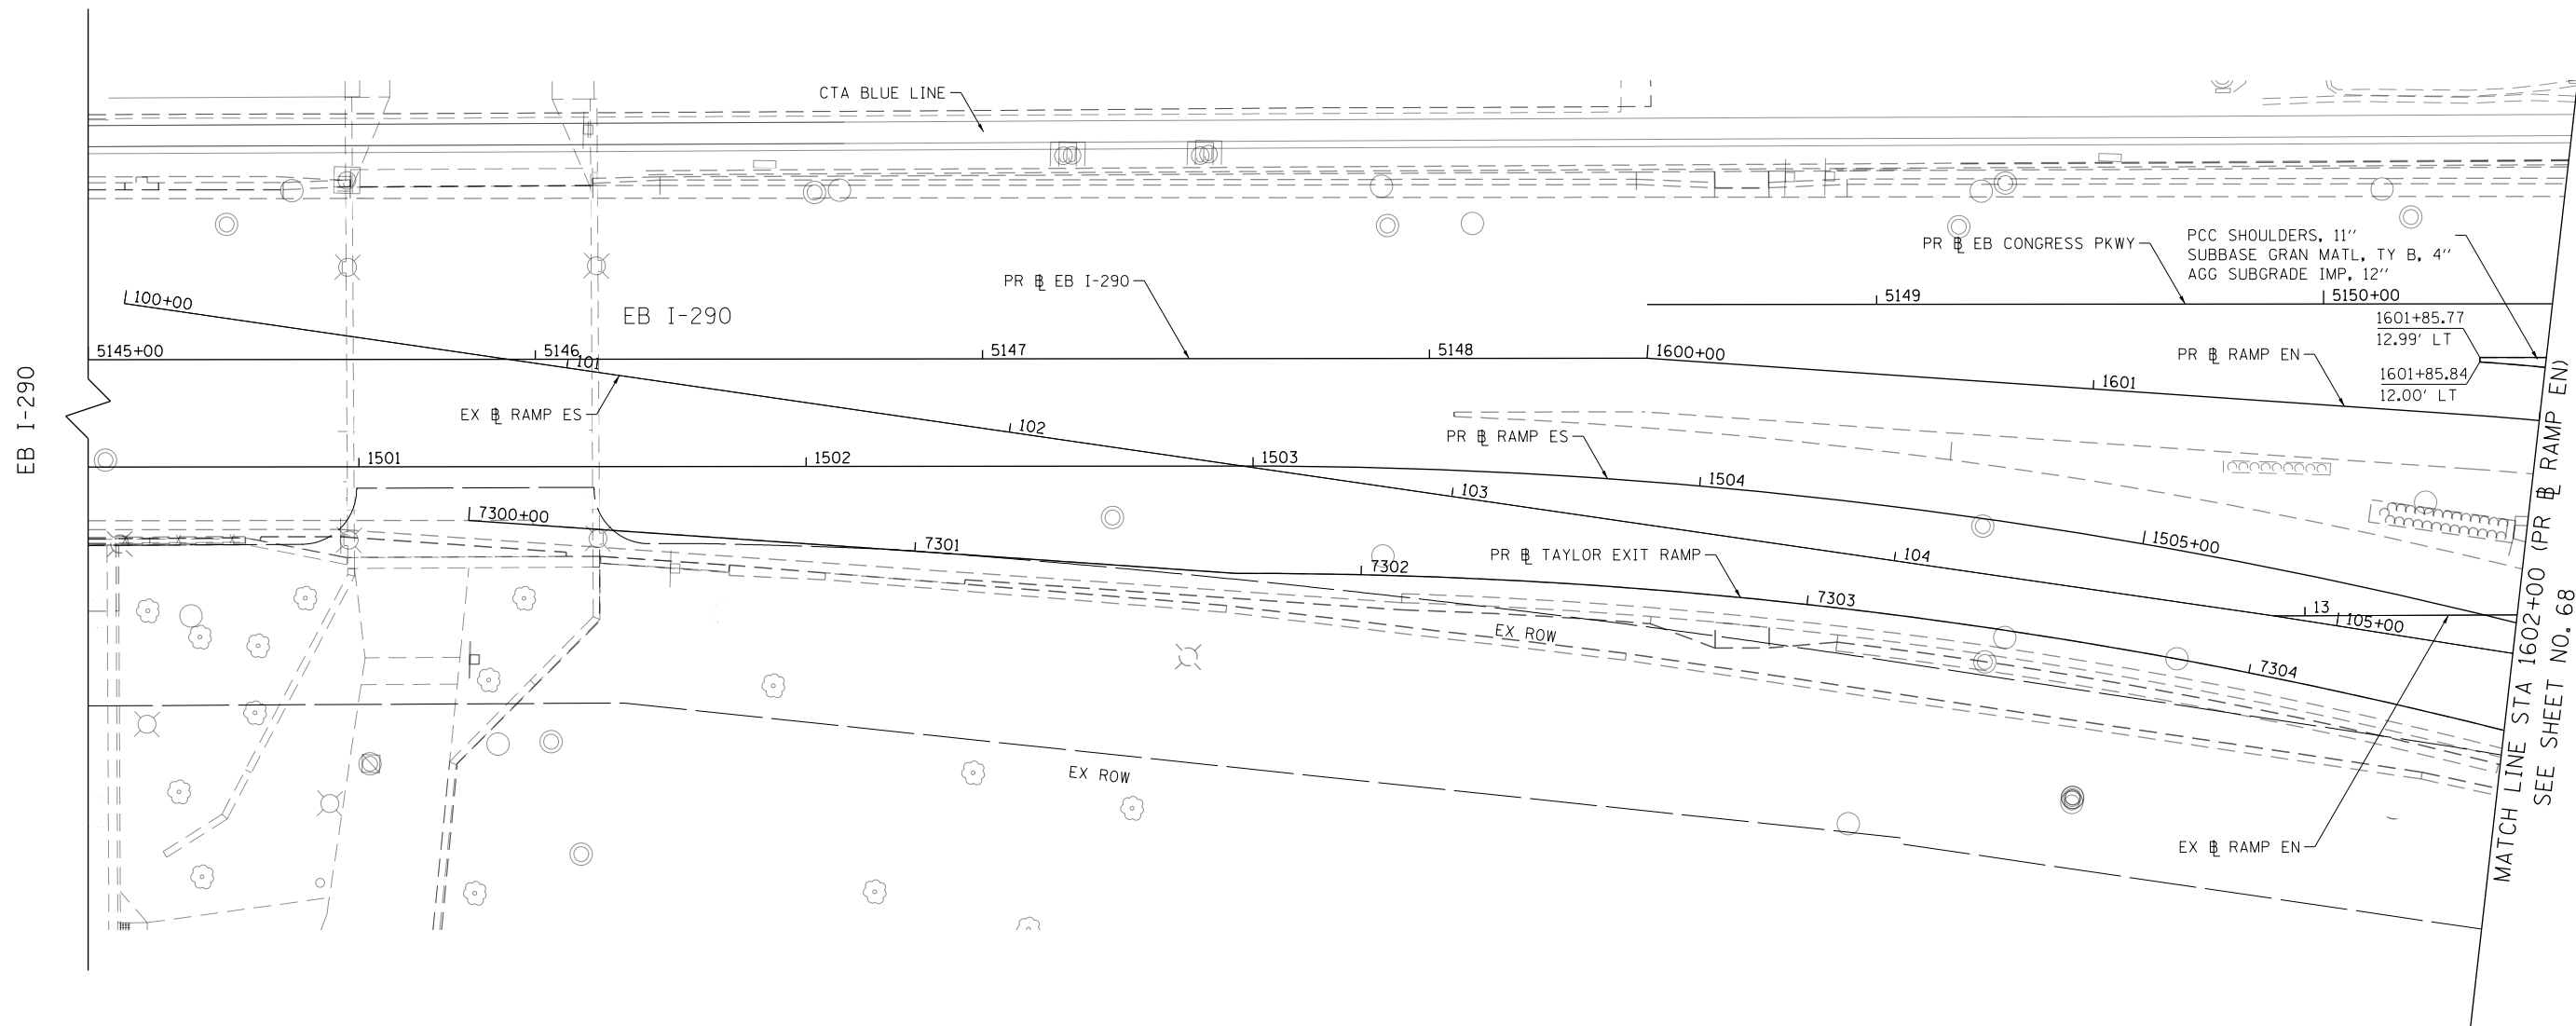 CTA BLUE LINE
PR ℄ EB CONGRESS PKWY
PCC SHOULDERS, 11''
SUBBASE GRAN MATL, TY B, 4''
AGG SUBGRADE IMP, 12''
PR ℄ EB I-290
100+00
EB I-290
5149
5150+00
1601+85.77
12.99' LT
5145+00
5146
101
5147
5148
1600+00
PR ℄ RAMP EN
1601
1601+85.84
12.00' LT
EB I-290
EX ℄ RAMP ES
102
PR ℄ RAMP ES
1501
1502
1503
1504
103
7300+00
7301
7302
PR ℄ TAYLOR EXIT RAMP
104
1505+00
7303
13
105+00
EX ROW
7304
EX ROW
EX ℄ RAMP EN
MATCH LINE STA 1602+00 (PR ℄ RAMP EN)
SEE SHEET NO. 68